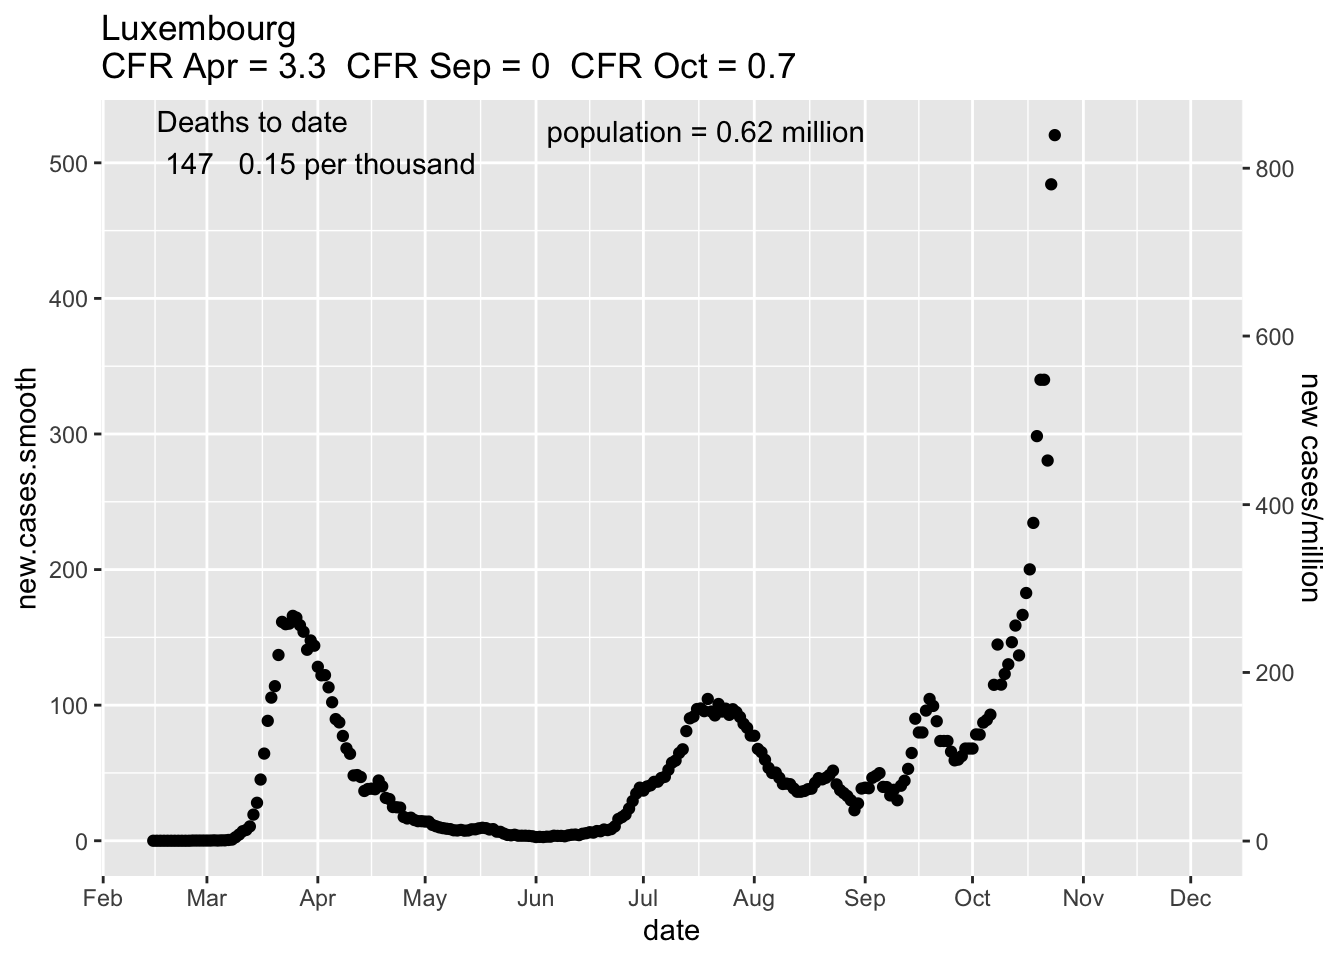 Luxembourg
CFR Apr = 3.3  CFR Sep = 0  CFR Oct = 0.7
Deaths to date
147   0.15 per thousand
population = 0.62 million
new.cases.smooth
500
400
300
200
100
0
800
600
400
200
0
new cases/million
Feb Mar Apr May Jun Jul Aug Sep Oct Nov Dec
date